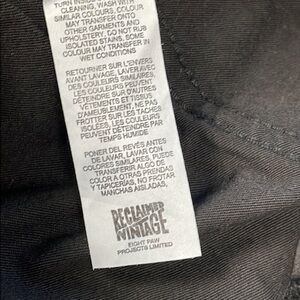 TURN INSIDE
CLEANING, WASH WITH
SIMILAR COLOURS, COLOUR
MAY TRANSFER ONTO
OTHER GARMENTS AND
UPHOLSTERY. DO NOT RUB
ISOLATED STAINS, SOME
COLOUR MAY TRANSFER
IN WET CONDITIONS
RETOURNER SUR L'ENVERS
AVANT LAVAGE, LAVER AVEC
DES COULEURS SIMILAIRES,
LES COULEURS PEUVENT
DÉTEINDRE SUR D'AUTRES
VÊTEMENTS ET TISSUS
D'AMEUBLEMENT, NE PAS
FROTTER SUR LES TACHES
ISOLÉES, LES COULEURS
PEUVENT DÉTEINDRE PAR
TEMPS HUMIDE
PONER DEL REVÉS ANTES
DE LAVAR, LAVAR CON
COLORES SIMILARES, PUEDE
TRANSFERIR ALGO DE
COLOR A OTRAS PRENDAS
Y TAPICERÍAS, NO FROTAR
MANCHAS AISLADAS,
RECLAIMED
VINTAGE
EIGHT PAW
PROJECTS LIMITED